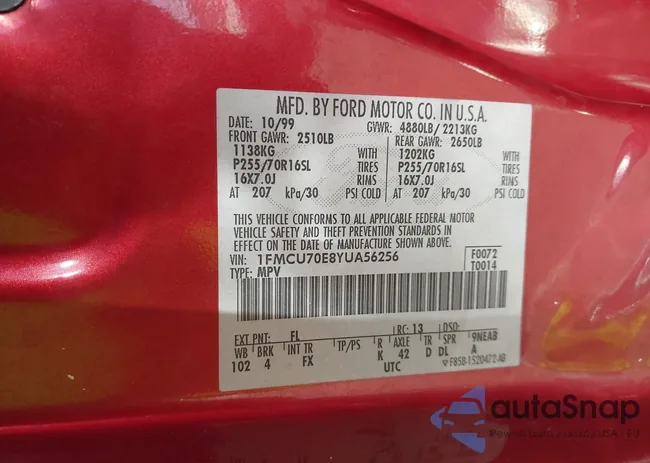 MFD. BY FORD MOTOR CO. IN U.S.A.
DATE: 10/99 GVWR: 4880LB/ 2213KG
FRONT GAWR: 2510LB REAR GAWR: 2650LB
1138KG WITH 1202KG WITH
P255/70R16SL TIRES P255/70R16SL TIRES
16X7.0J RIMS 16X7.0J RIMS
AT 207 kPa/30 PSI COLD AT 207 kPa/30 PSI COLD
THIS VEHICLE CONFORMS TO ALL APPLICABLE FEDERAL MOTOR
VEHICLE SAFETY AND THEFT PREVENTION STANDARDS IN
EFFECT ON THE DATE OF MANUFACTURE SHOWN ABOVE.
VIN: 1FMCU70E8YUA56256 F0072
TYPE: MPV T0014
EXT PNT: FL RC: 13 DSO:
WB BRK INT TR TP/PS R AXLE TR SPR 9NEAB
102 4 FX K 42 D DL A
UTC F85B-1520472-AB
autoSnap